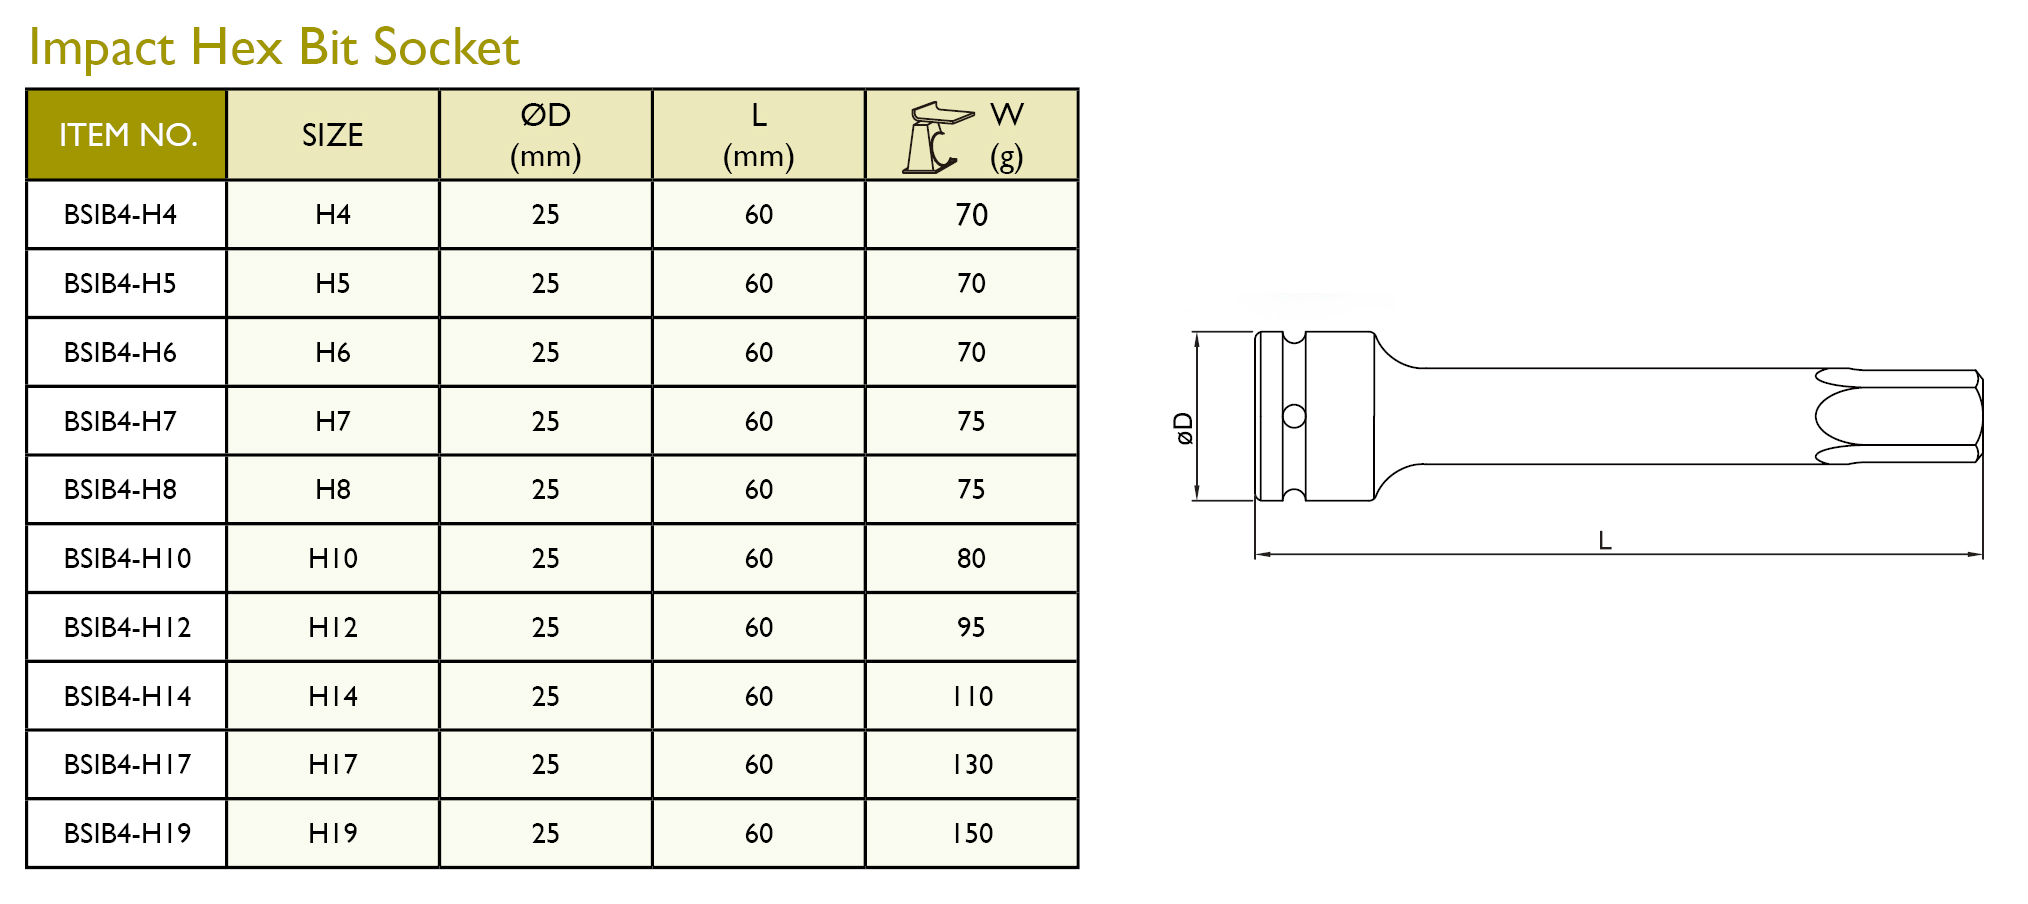 Impact Hex Bit Socket
ITEM NO. SIZE ØD (mm) L (mm) W (g)
BSIB4-H4 H4 25 60 70
BSIB4-H5 H5 25 60 70
BSIB4-H6 H6 25 60 70
BSIB4-H7 H7 25 60 75
BSIB4-H8 H8 25 60 75
BSIB4-H10 H10 25 60 80
BSIB4-H12 H12 25 60 95
BSIB4-H14 H14 25 60 110
BSIB4-H17 H17 25 60 130
BSIB4-H19 H19 25 60 150
øD
L